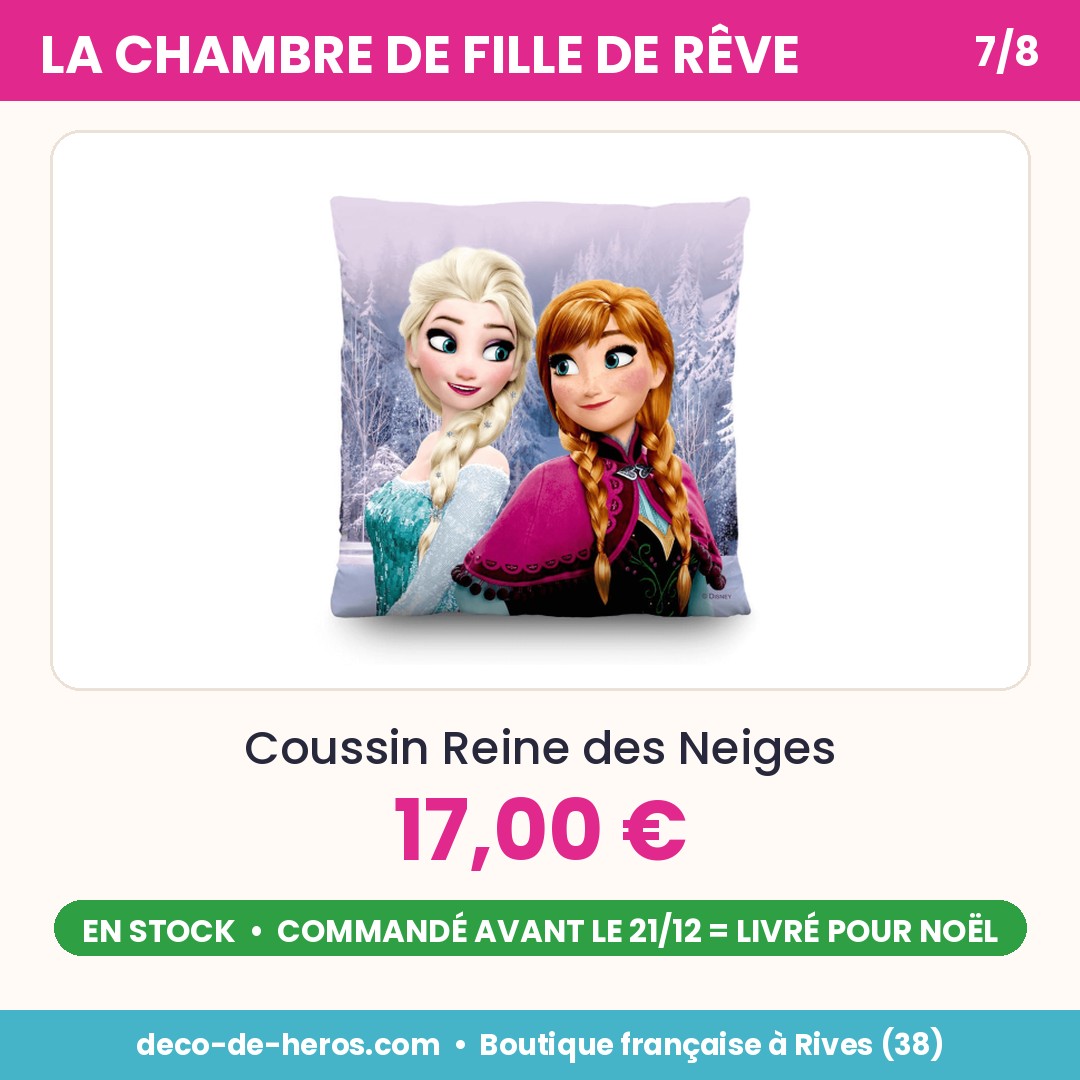 LA CHAMBRE DE FILLE DE RÊVE
7/8
© DISNEY
Coussin Reine des Neiges
17,00 €
EN STOCK • COMMANDÉ AVANT LE 21/12 = LIVRÉ POUR NOËL
deco-de-heros.com • Boutique française à Rives (38)